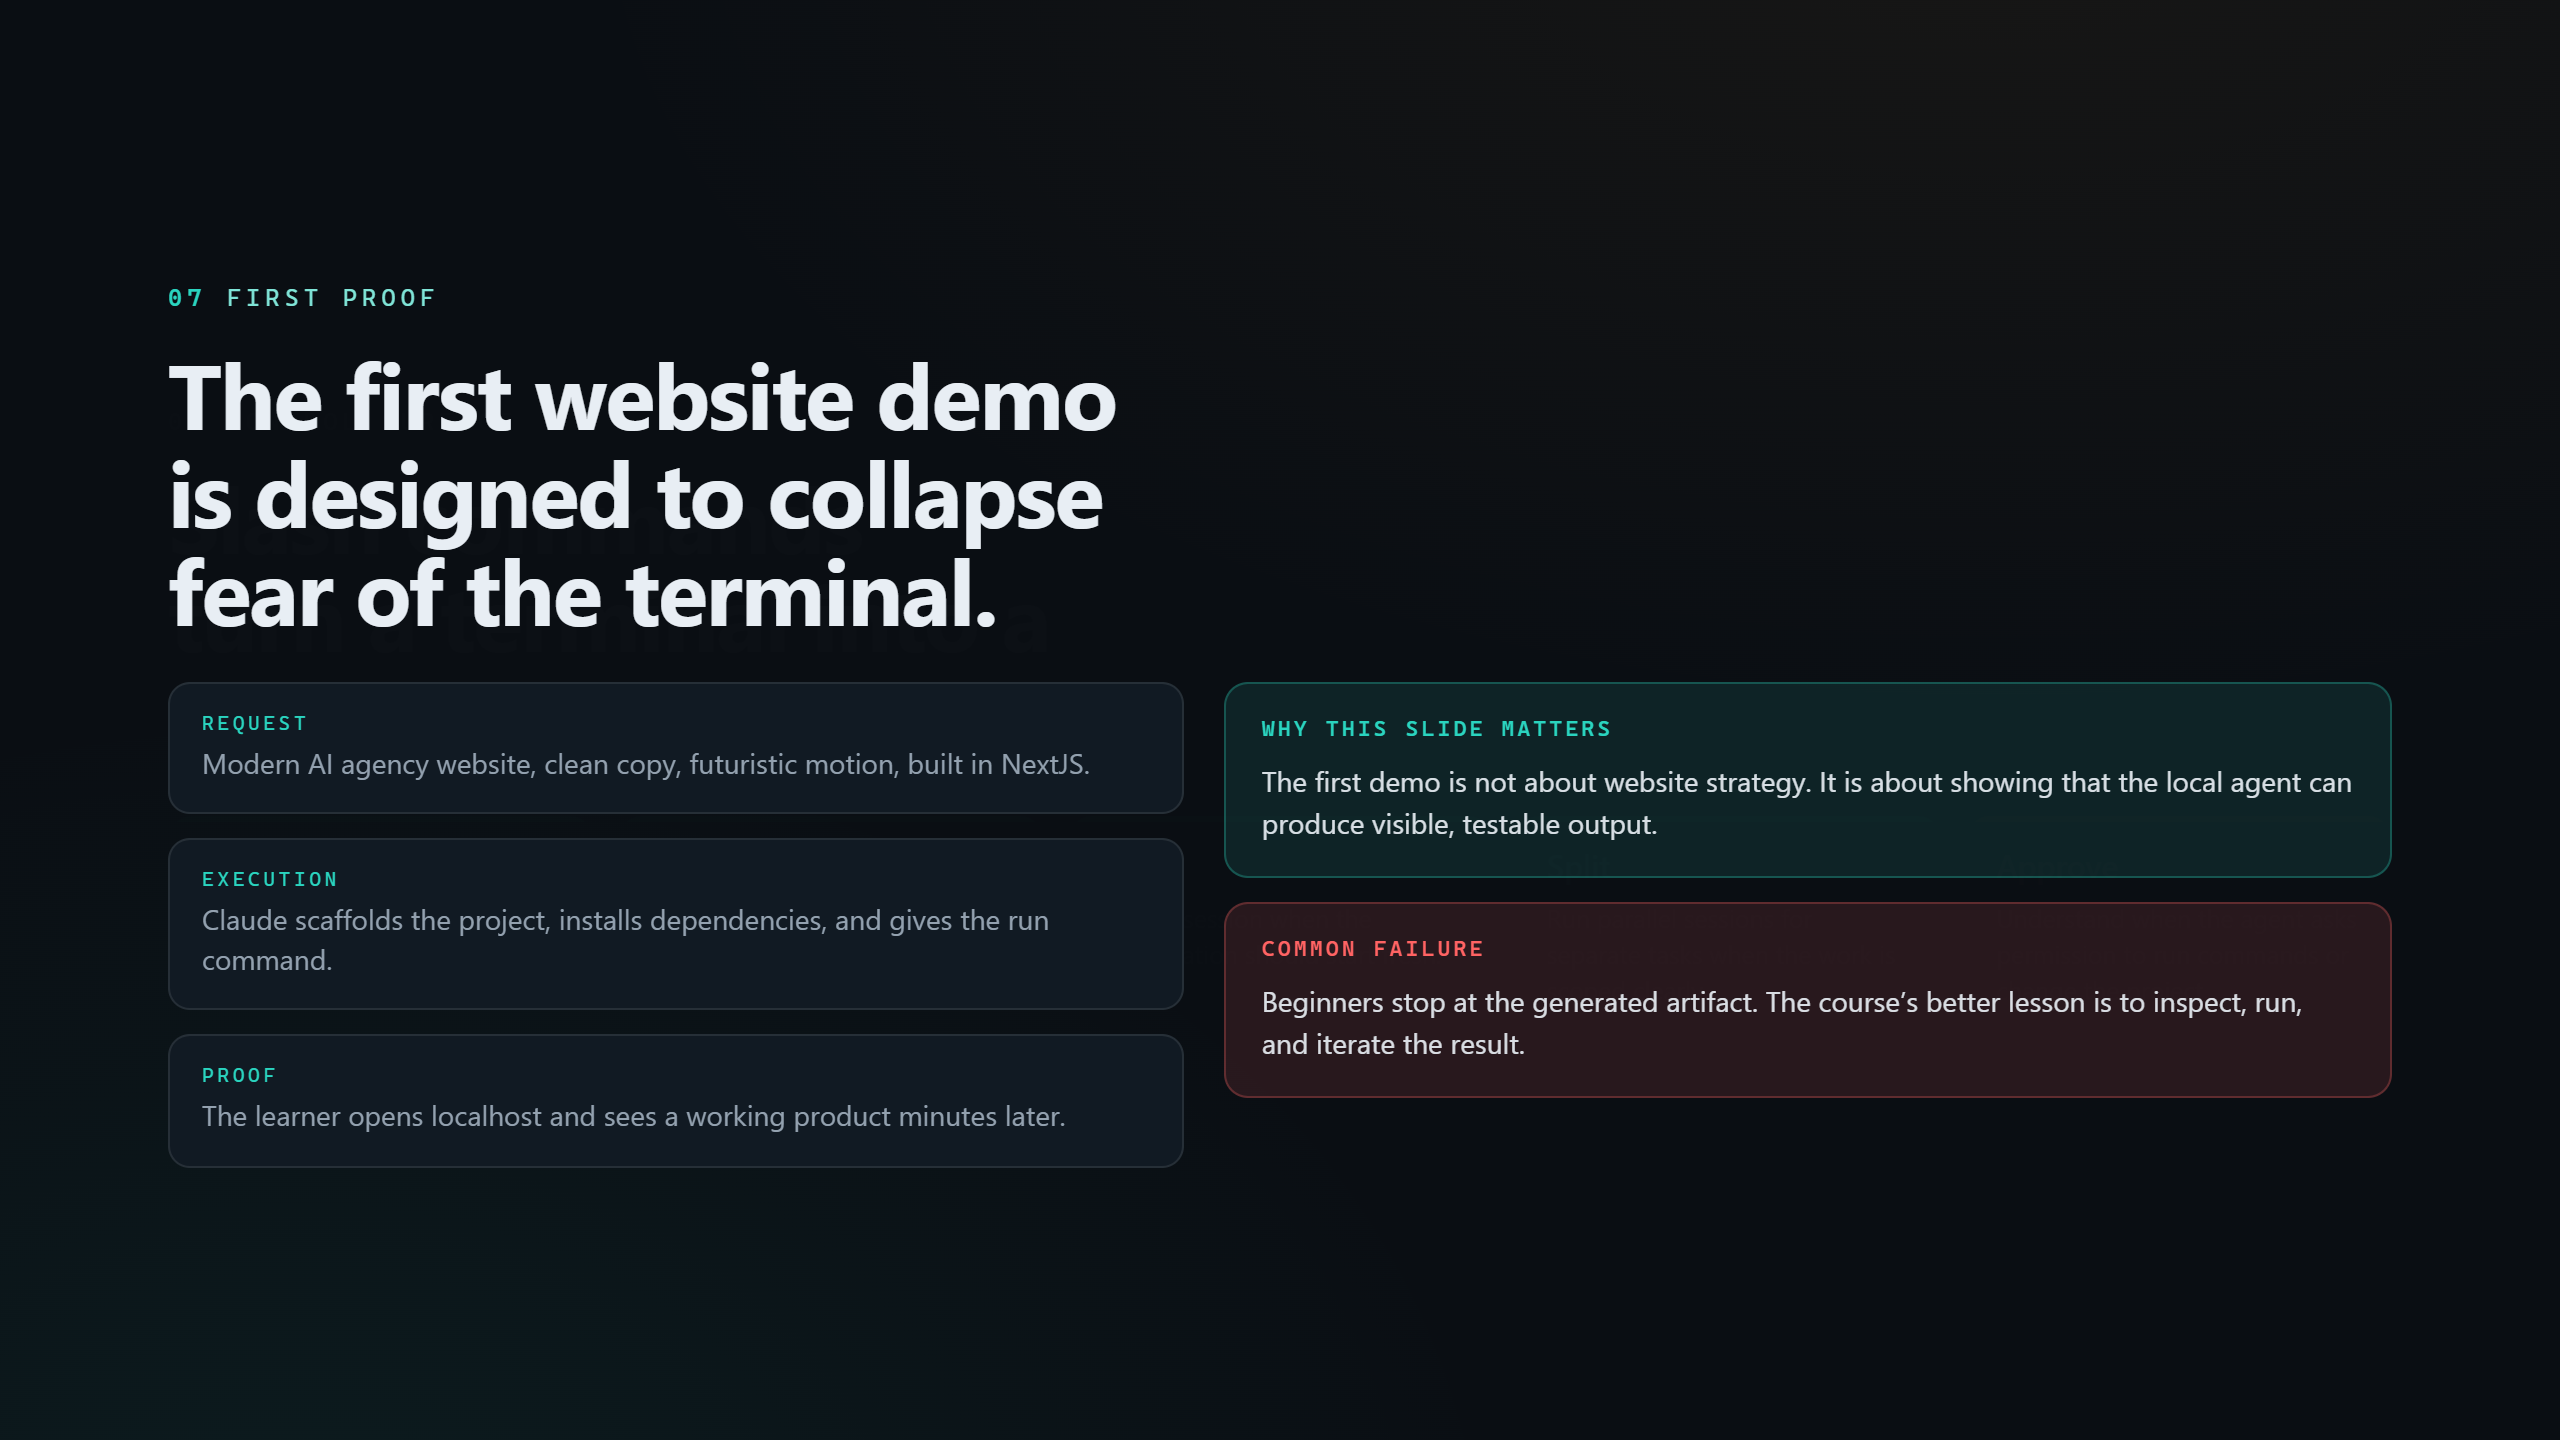 07 FIRST PROOF
The first website demo
is designed to collapse
fear of the terminal.
REQUEST
Modern AI agency website, clean copy, futuristic motion, built in NextJS.
EXECUTION
Claude scaffolds the project, installs dependencies, and gives the run
command.
PROOF
The learner opens localhost and sees a working product minutes later.
WHY THIS SLIDE MATTERS
The first demo is not about website strategy. It is about showing that the local agent can
produce visible, testable output.
COMMON FAILURE
Beginners stop at the generated artifact. The course’s better lesson is to inspect, run,
and iterate the result.